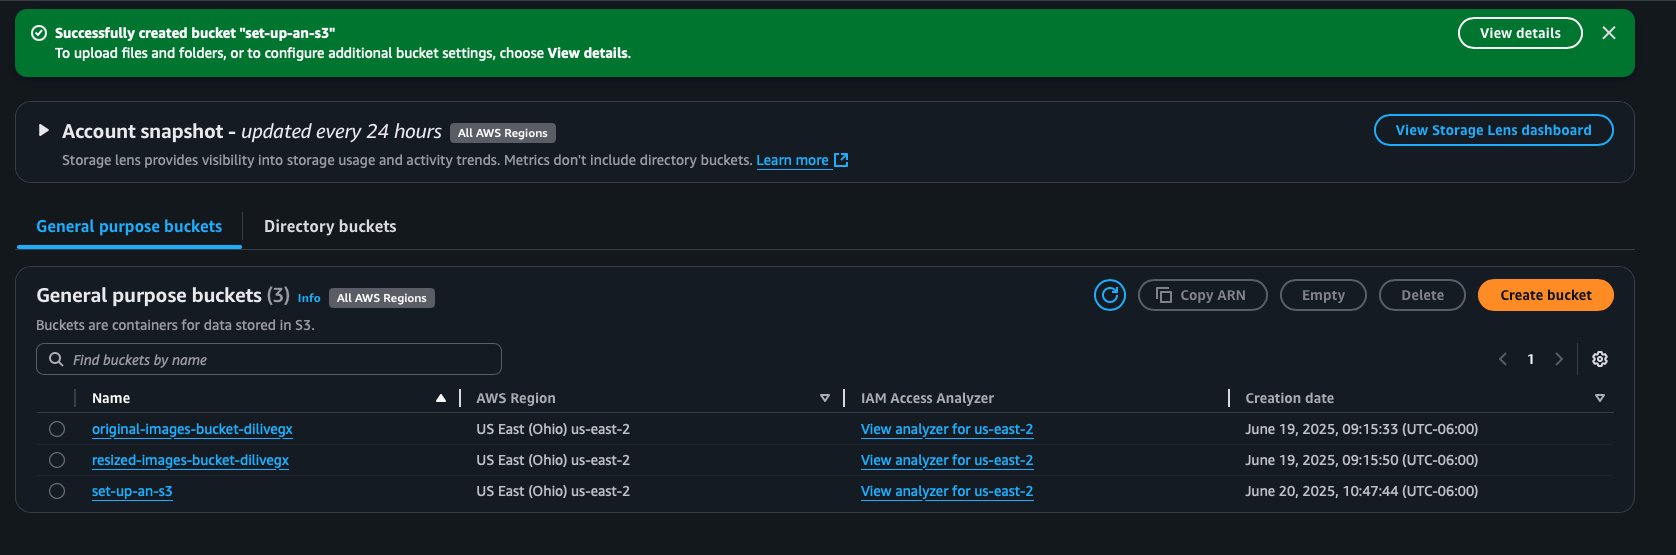 Successfully created bucket "set-up-an-s3"
To upload files and folders, or to configure additional bucket settings, choose View details.
View details
Account snapshot - updated every 24 hours All AWS Regions
View Storage Lens dashboard
Storage lens provides visibility into storage usage and activity trends. Metrics don't include directory buckets. Learn more
General purpose buckets Directory buckets
General purpose buckets (3) Info All AWS Regions
Copy ARN Empty Delete Create bucket
Buckets are containers for data stored in S3.
Find buckets by name
1
Name AWS Region IAM Access Analyzer Creation date
original-images-bucket-dilivegx US East (Ohio) us-east-2 View analyzer for us-east-2 June 19, 2025, 09:15:33 (UTC-06:00)
resized-images-bucket-dilivegx US East (Ohio) us-east-2 View analyzer for us-east-2 June 19, 2025, 09:15:50 (UTC-06:00)
set-up-an-s3 US East (Ohio) us-east-2 View analyzer for us-east-2 June 20, 2025, 10:47:44 (UTC-06:00)